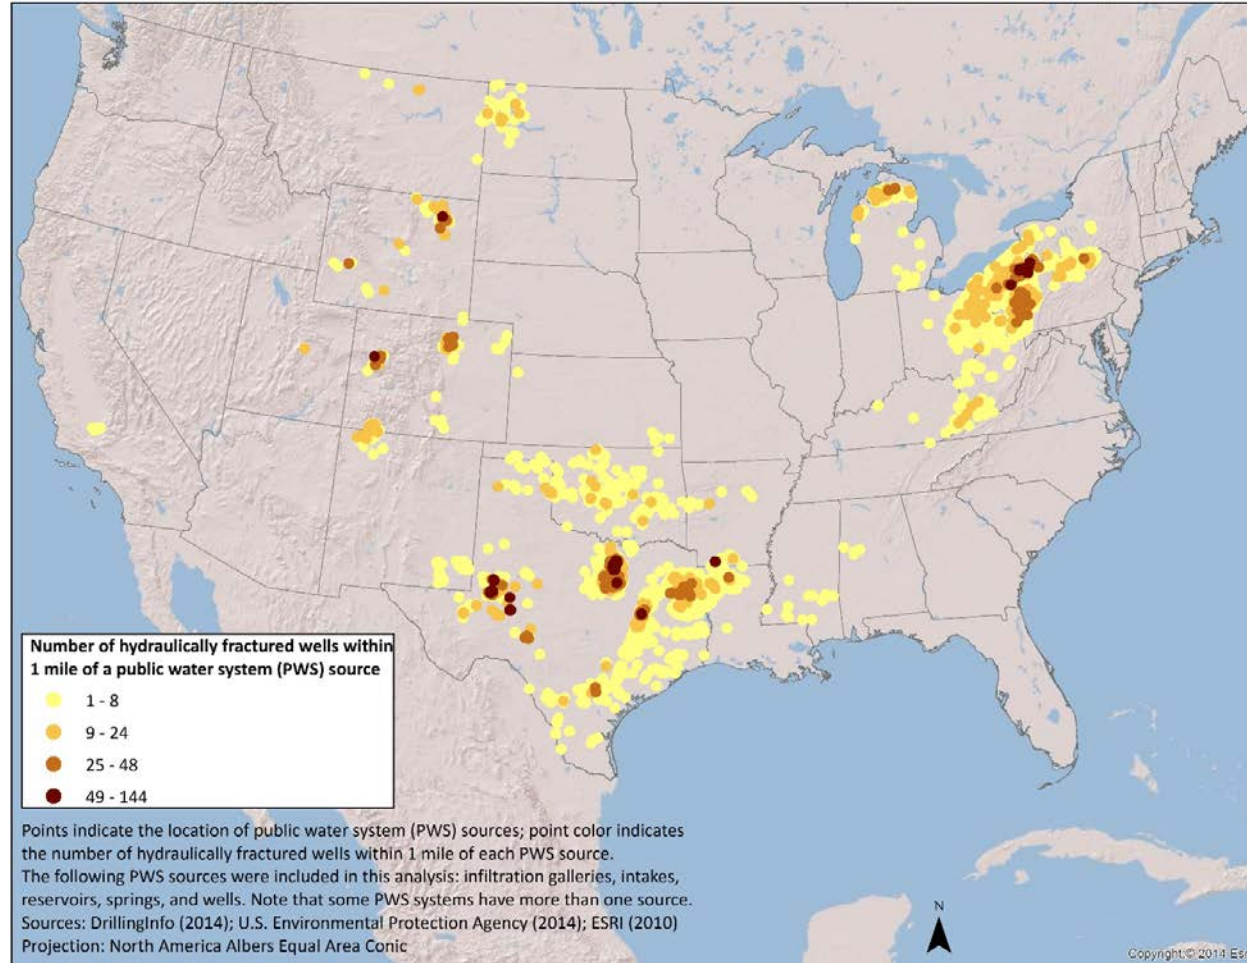 Number of hydraulically fractured wells within
1 mile of a public water system (PWS) source
1 - 8
9 - 24
25 - 48
49 - 144
Points indicate the location of public water system (PWS) sources; point color indicates
the number of hydraulically fractured wells within 1 mile of each PWS source.
The following PWS sources were included in this analysis: infiltration galleries, intakes,
reservoirs, springs, and wells. Note that some PWS systems have more than one source.
Sources: DrillingInfo (2014); U.S. Environmental Protection Agency (2014); ESRI (2010)
Projection: North America Albers Equal Area Conic
N
Copyright:© 2014 Esri